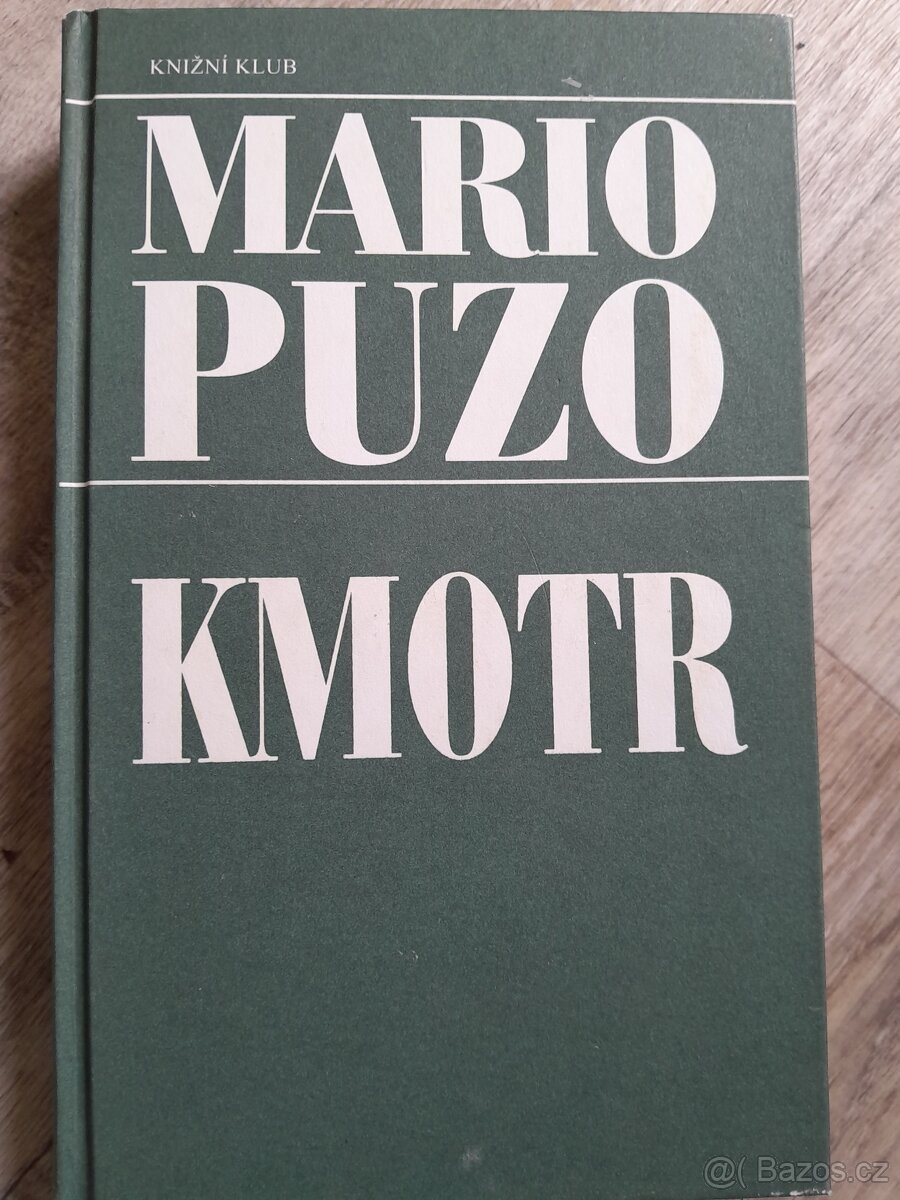 KNIŽNÍ KLUB
MARIO
PUZO
KMOTR
@( Bazos.cz